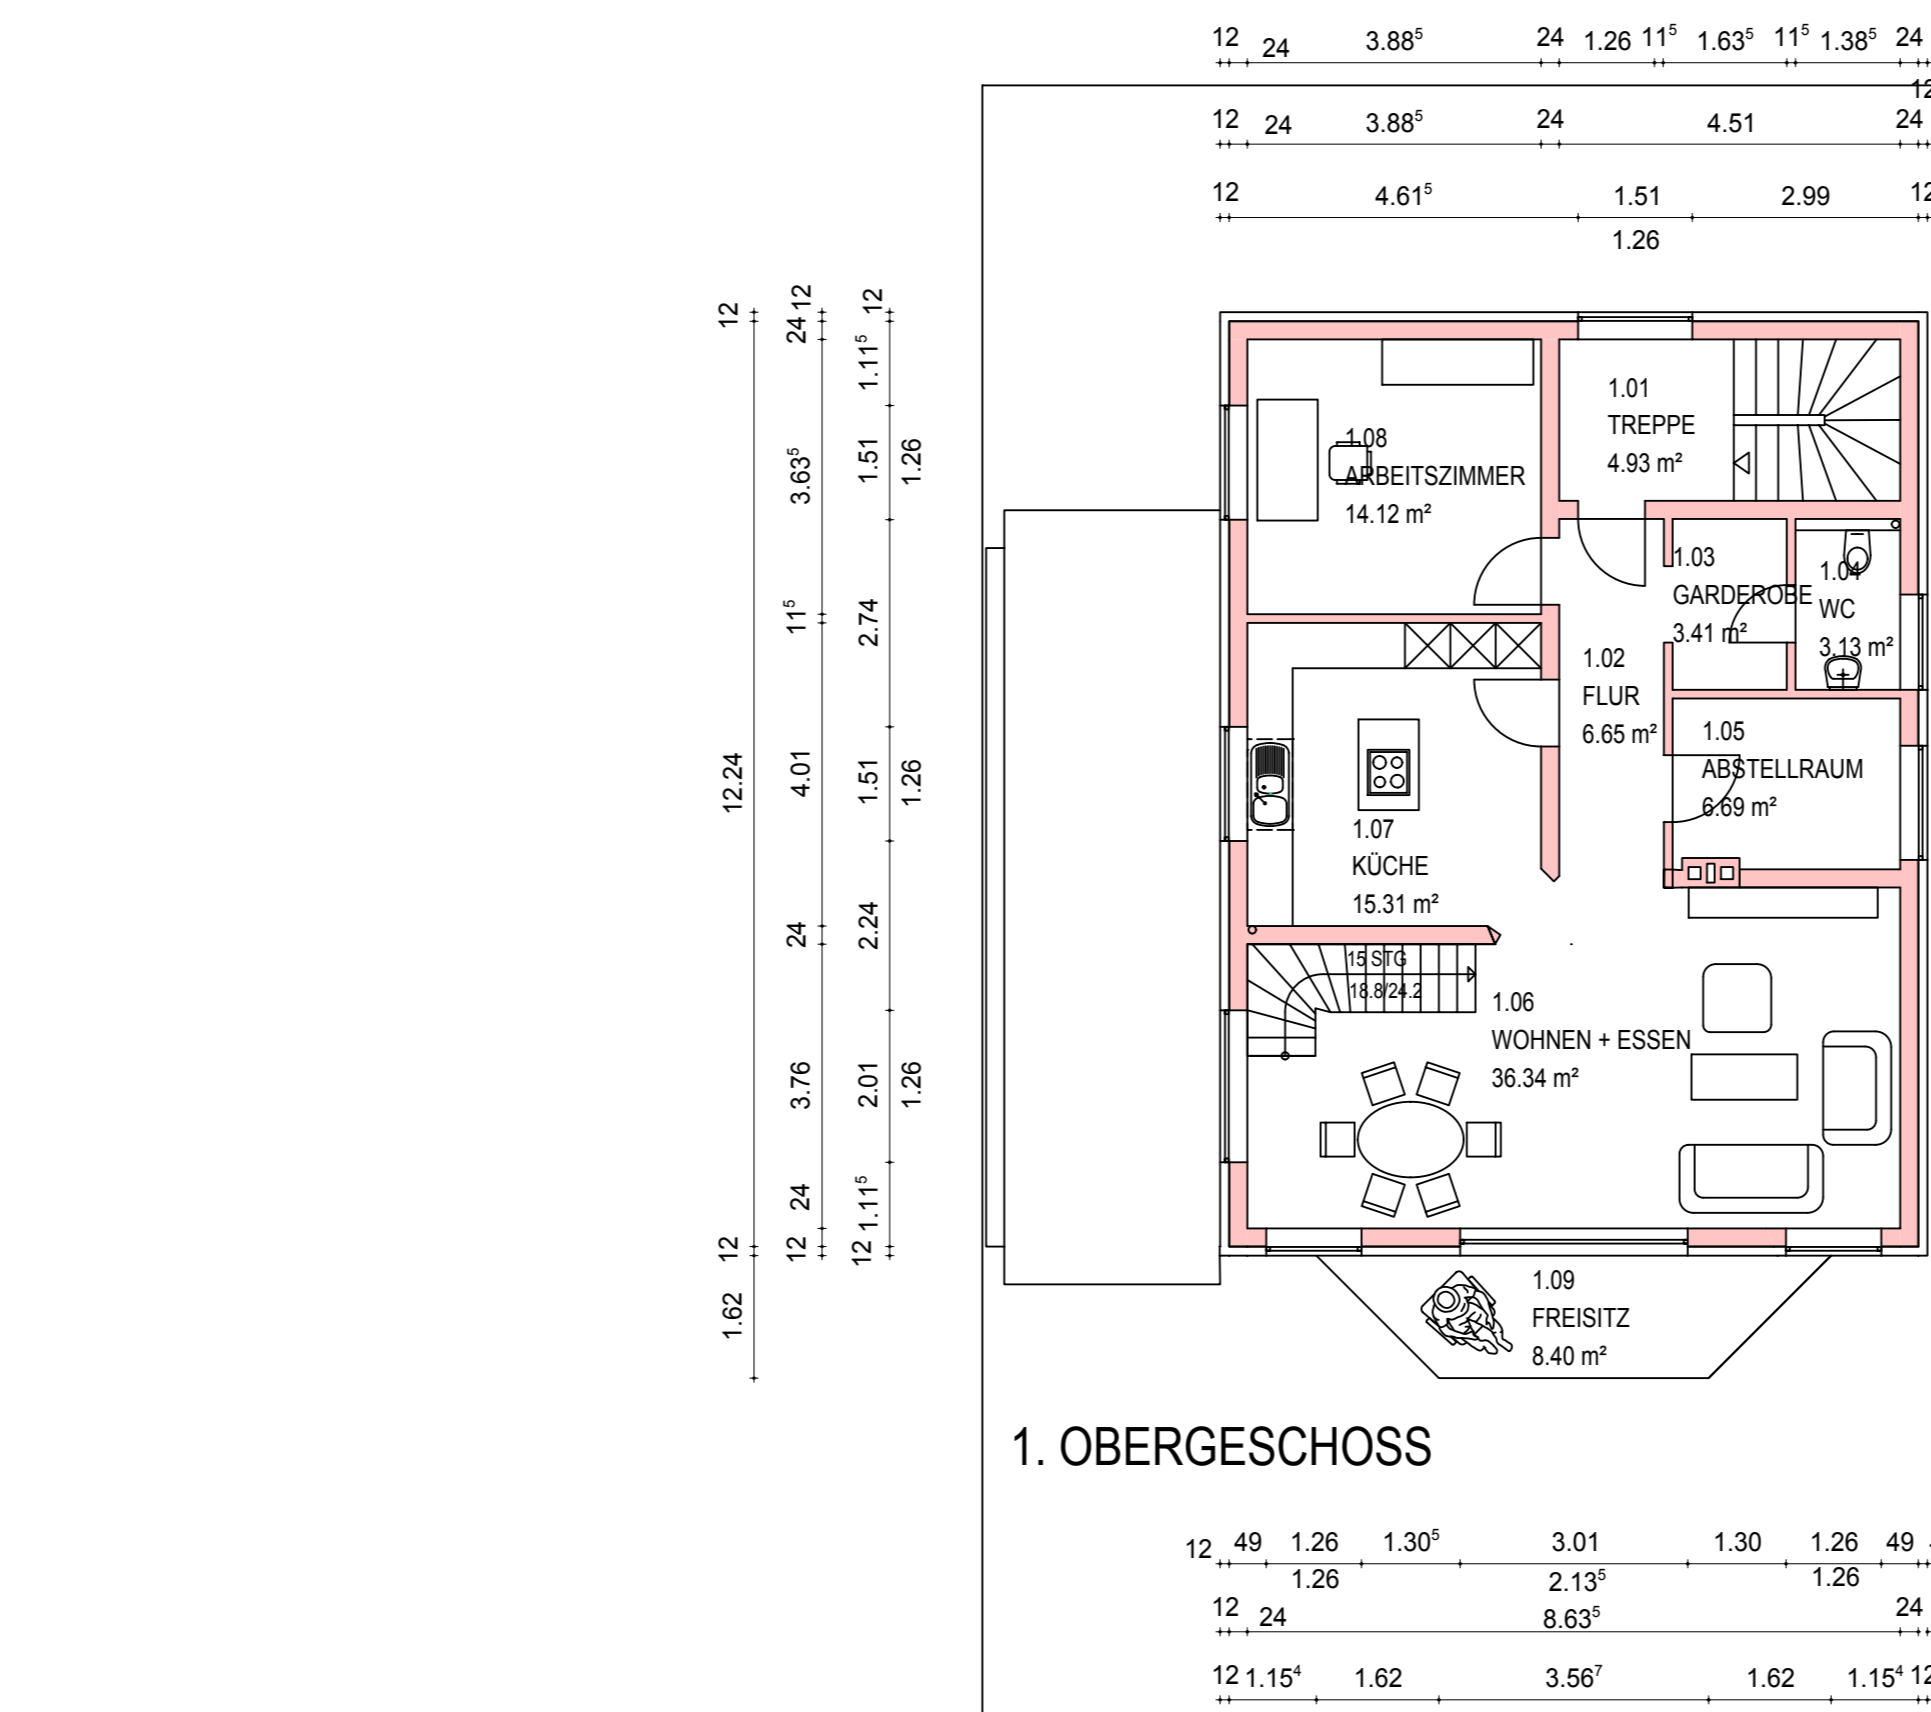 12 24 3.88⁵ 24 1.26 11⁵ 1.63⁵ 11⁵ 1.38⁵ 24
12
12 24 3.88⁵ 24 4.51 24
12 4.61⁵ 1.51 2.99 12
1.26
12 12.24 12 1.62
12 24 3.63⁵ 11⁵ 4.01 24 3.76 24 12
12 1.11⁵ 1.51 2.74 1.51 2.24 2.01 1.11⁵ 12
1.26 1.26 1.26
1.01
TREPPE
4.93 m²
1.08
ARBEITSZIMMER
14.12 m²
1.03
GARDEROBE
3.41 m²
1.04
WC
3.13 m²
1.02
FLUR
6.65 m²
1.05
ABSTELLRAUM
6.69 m²
1.07
KÜCHE
15.31 m²
15 STG
18.8/24.2
1.06
WOHNEN + ESSEN
36.34 m²
1.09
FREISITZ
8.40 m²
1. OBERGESCHOSS
12 49 1.26 1.30⁵ 3.01 1.30 1.26 49
1.26 2.13⁵ 1.26
12 24 8.63⁵ 24
12 1.15⁴ 1.62 3.56⁷ 1.62 1.15⁴ 12